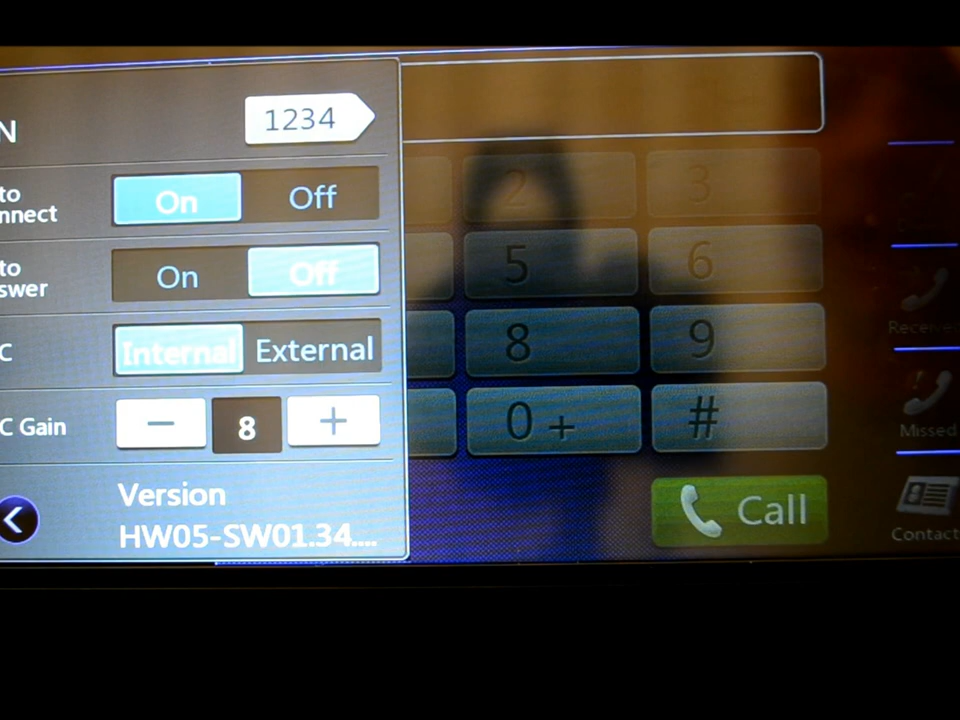 N
1234
to
nnect
On
Off
to
swer
On
Off
C
Internal
External
C Gain
-
8
+
Version
HW05-SW01.34....
2
3
5
6
8
9
0 +
#
Call
Missed
Contact